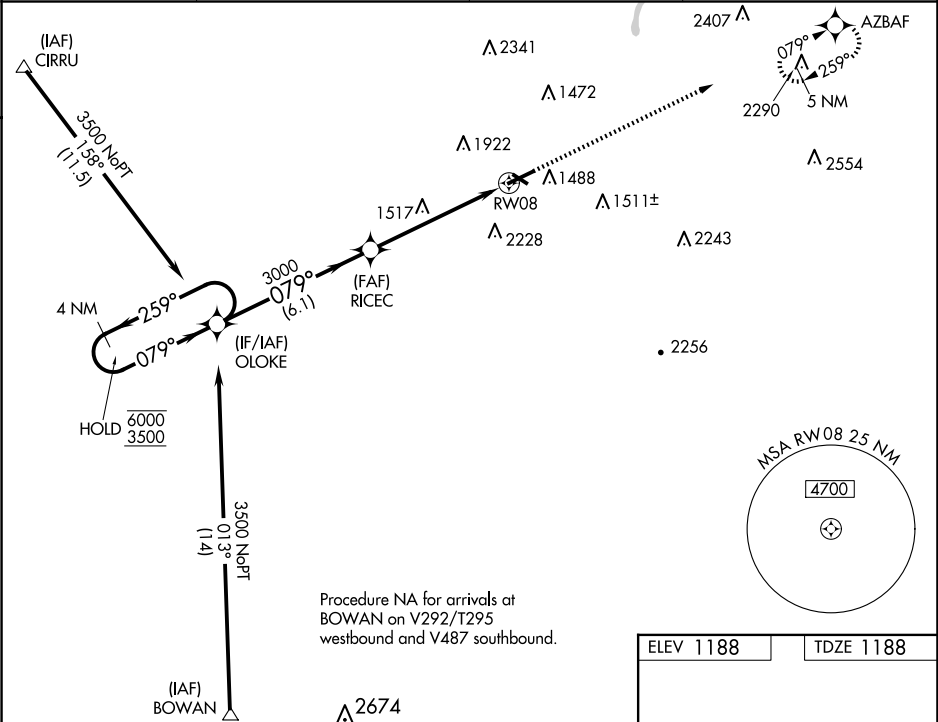 (IAF)
CIRRU
3500 NoPT
158°
(11.5)
2341
1472
1922
1488
RW08
1511±
1517
2228
2243
2407
AZBAF
079°
259°
5 NM
2290
2554
4 NM
259°
079°
3000
079°
(6.1)
(FAF)
RICEC
(IF/IAF)
OLOKE
HOLD 6000
3500
2256
MSA RW08 25 NM
4700
3500 NoPT
013°
(14)
Procedure NA for arrivals at
BOWAN on V292/T295
westbound and V487 southbound.
(IAF)
BOWAN
2674
ELEV 1188
TDZE 1188